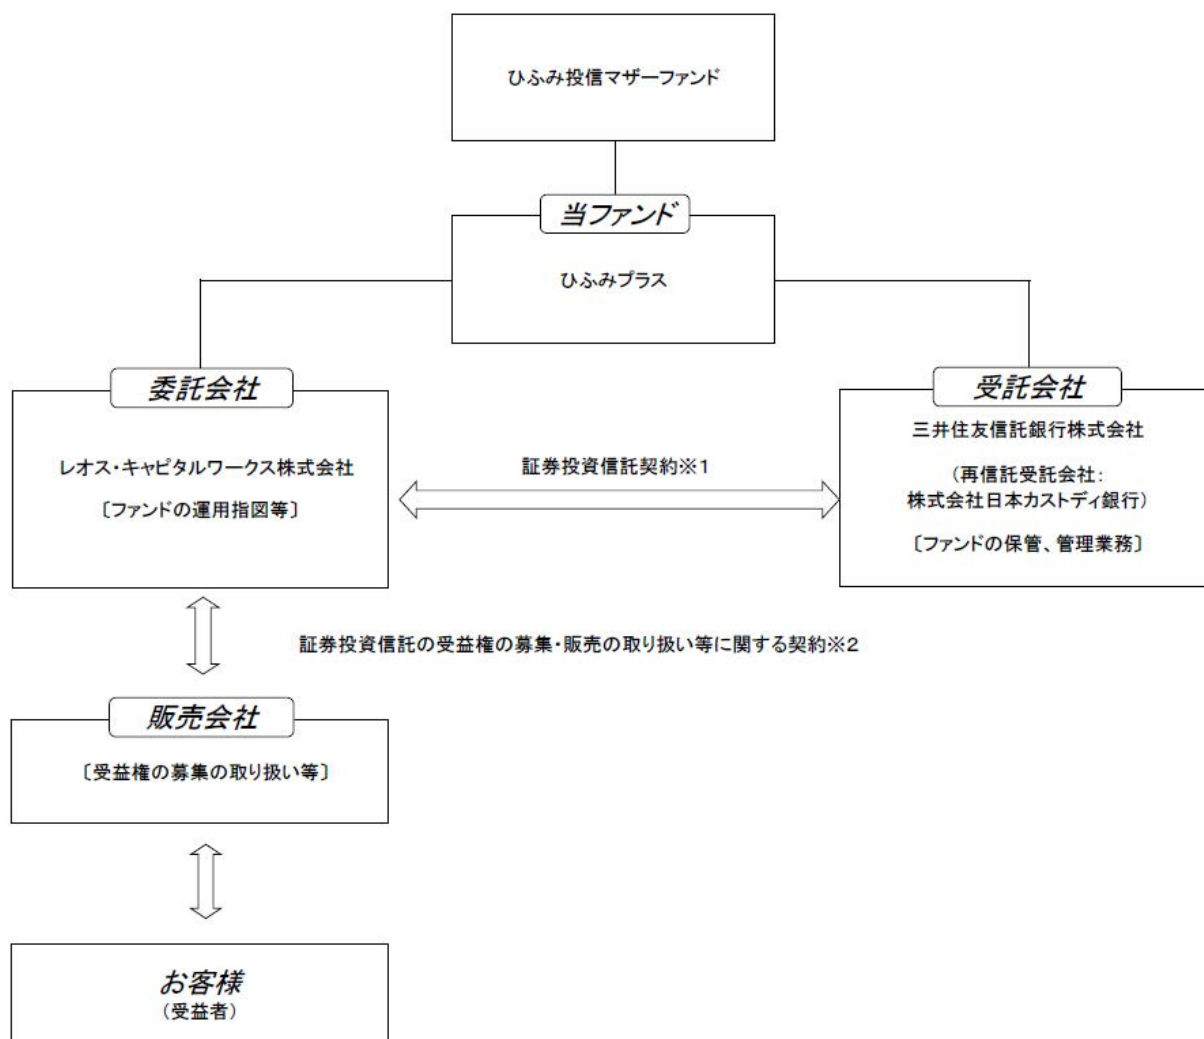 ひふみ投信マザーファンド
当ファンド
ひふみプラス
委託会社
レオス・キャピタルワークス株式会社
〔ファンドの運用指図等〕
証券投資信託契約※1
受託会社
三井住友信託銀行株式会社
(再信託受託会社:
株式会社日本カストディ銀行)
〔ファンドの保管、管理業務〕
証券投資信託の受益権の募集・販売の取り扱い等に関する契約※2
販売会社
〔受益権の募集の取り扱い等〕
お客様
(受益者)